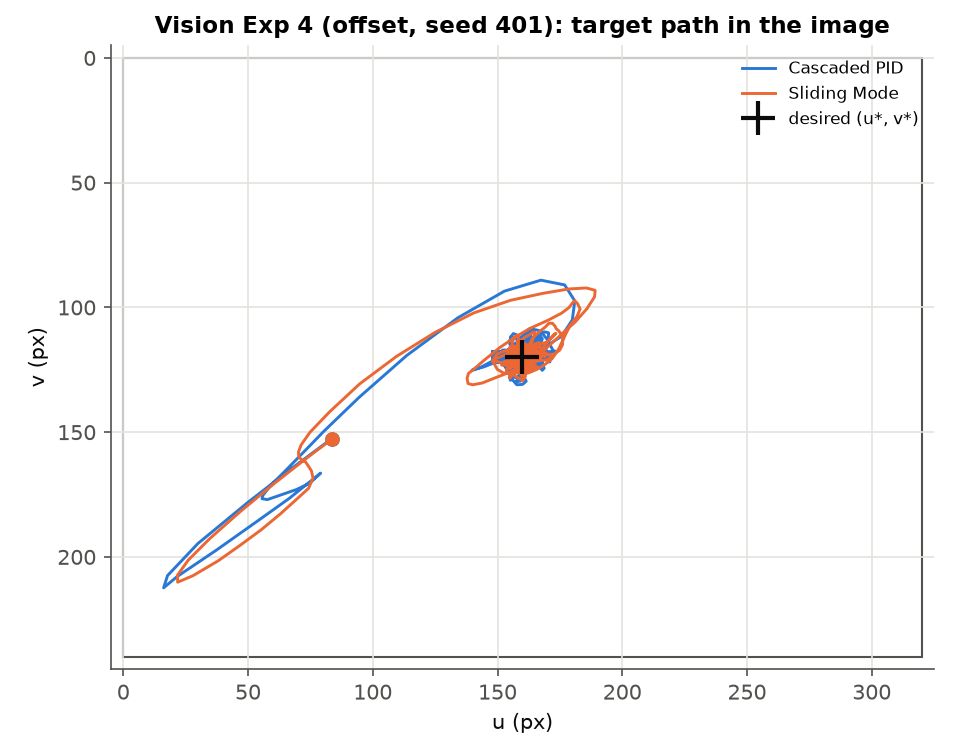 Vision Exp 4 (offset, seed 401): target path in the image
Cascaded PID
Sliding Mode
desired (u*, v*)
v (px)
0
50
100
150
200
0
50
100
150
200
250
300
u (px)